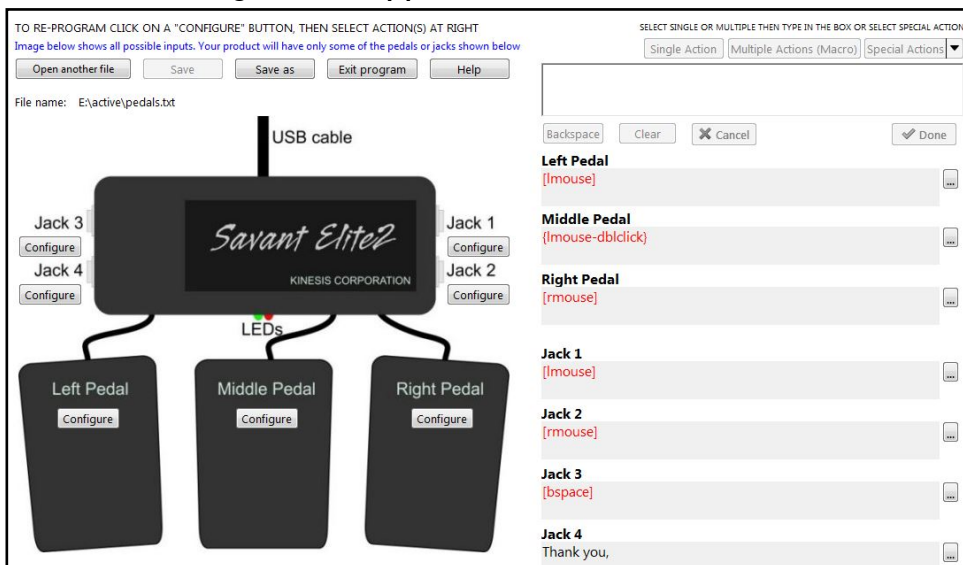 TO RE-PROGRAM CLICK ON A "CONFIGURE" BUTTON, THEN SELECT ACTION(S) AT RIGHT
Image below shows all possible inputs. Your product will have only some of the pedals or jacks shown below
Open another file Save Save as Exit program Help
File name: E:\active\pedals.txt
USB cable
Jack 3
Configure
Jack 4
Configure
Savant Elite2
KINESIS CORPORATION
Jack 1
Configure
Jack 2
Configure
LEDs
Left Pedal
Configure
Middle Pedal
Configure
Right Pedal
Configure
SELECT SINGLE OR MULTIPLE THEN TYPE IN THE BOX OR SELECT SPECIAL ACTION
Single Action Multiple Actions (Macro) Special Actions
Backspace Clear Cancel Done
Left Pedal
[lmouse]
...
Middle Pedal
{lmouse-dblclick}
...
Right Pedal
[rmouse]
...
Jack 1
[lmouse]
...
Jack 2
[rmouse]
...
Jack 3
[bspace]
...
Jack 4
Thank you,
...